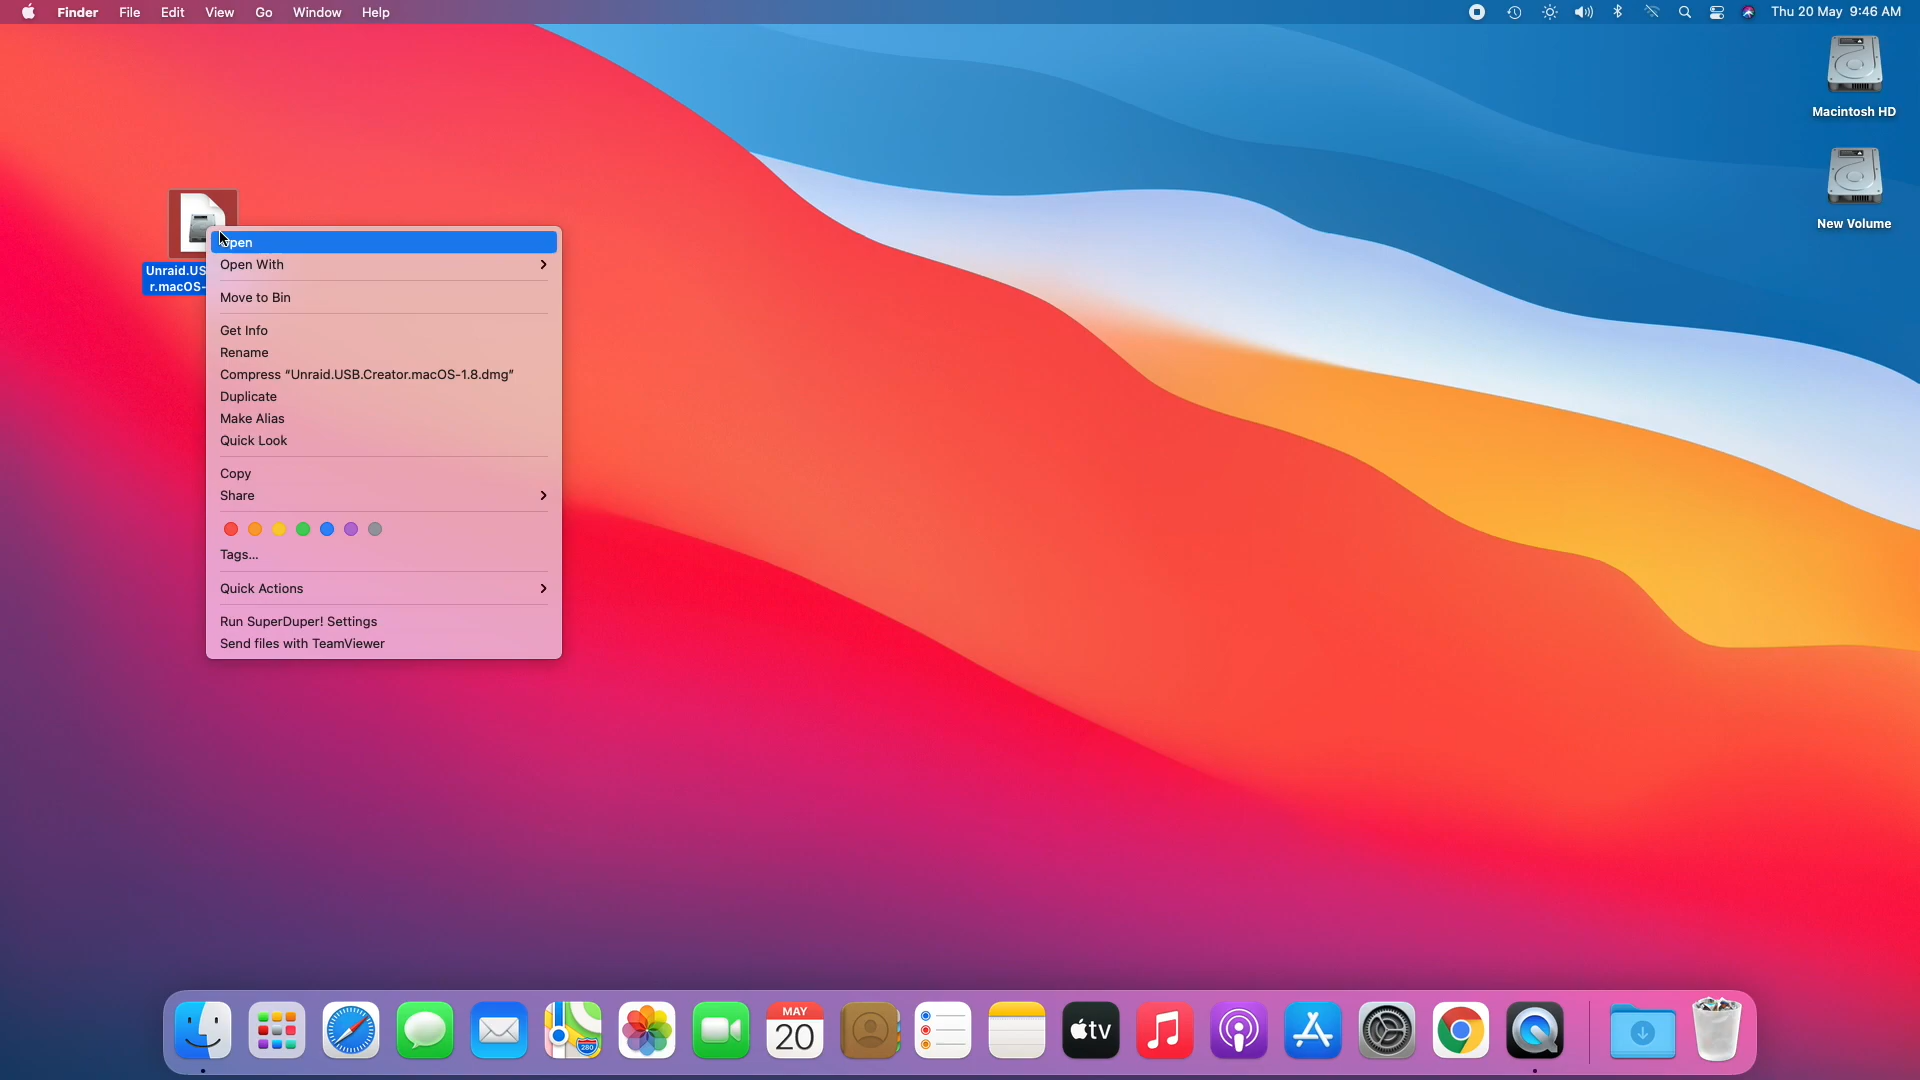 Finder File Edit View Go Window Help
Thu 20 May 9:46 AM
Macintosh HD
New Volume
Unraid.US
r.macOS-
Open
Open With
Move to Bin
Get Info
Rename
Compress “Unraid.USB.Creator.macOS-1.8.dmg”
Duplicate
Make Alias
Quick Look
Copy
Share
Tags...
Quick Actions
Run SuperDuper! Settings
Send files with TeamViewer
MAY
20
280
tv